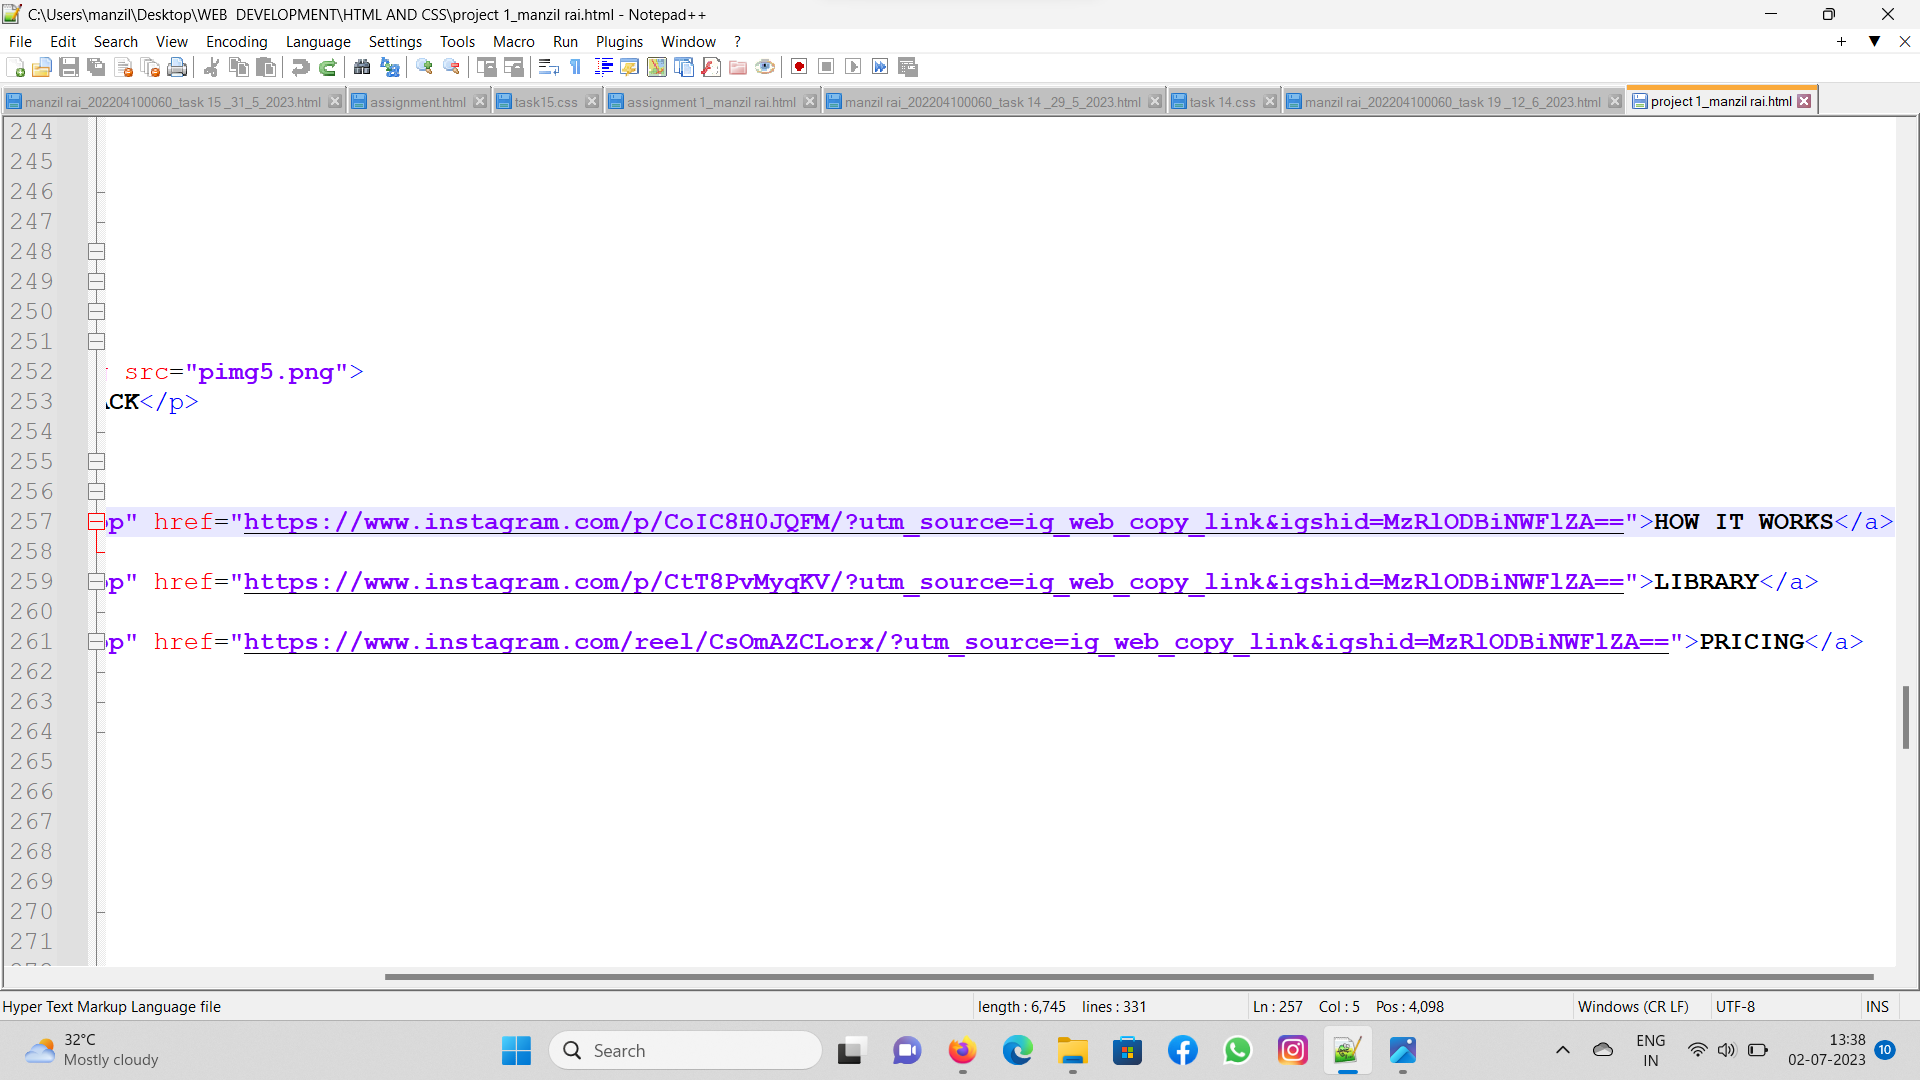 C:\Users\manzil\Desktop\WEB  DEVELOPMENT\HTML AND CSS\project 1_manzil rai.html - Notepad++
File Edit Search View Encoding Language Settings Tools Macro Run Plugins Window ?
manzil rai_202204100060_task 15 _31_5_2023.html assignment.html task15.css assignment 1_manzil rai.html manzil rai_202204100060_task 14 _29_5_2023.html task 14.css manzil rai_202204100060_task 19 _12_6_2023.html project 1_manzil rai.html
244
245
246
247
248
249
250
251
252 src="pimg5.png">
253 ACK</p>
254
255
256
257 op" href="https://www.instagram.com/p/CoIC8H0JQFM/?utm_source=ig_web_copy_link&igshid=MzRlODBiNWFlZA==">HOW IT WORKS</a>
258
259 op" href="https://www.instagram.com/p/CtT8PvMyqKV/?utm_source=ig_web_copy_link&igshid=MzRlODBiNWFlZA==">LIBRARY</a>
260
261 op" href="https://www.instagram.com/reel/CsOmAZCLorx/?utm_source=ig_web_copy_link&igshid=MzRlODBiNWFlZA==">PRICING</a>
262
263
264
265
266
267
268
269
270
271
Hyper Text Markup Language file length : 6,745 lines : 331 Ln : 257 Col : 5 Pos : 4,098 Windows (CR LF) UTF-8 INS
32°C
Mostly cloudy
Search
ENG
IN
13:38
02-07-2023
10